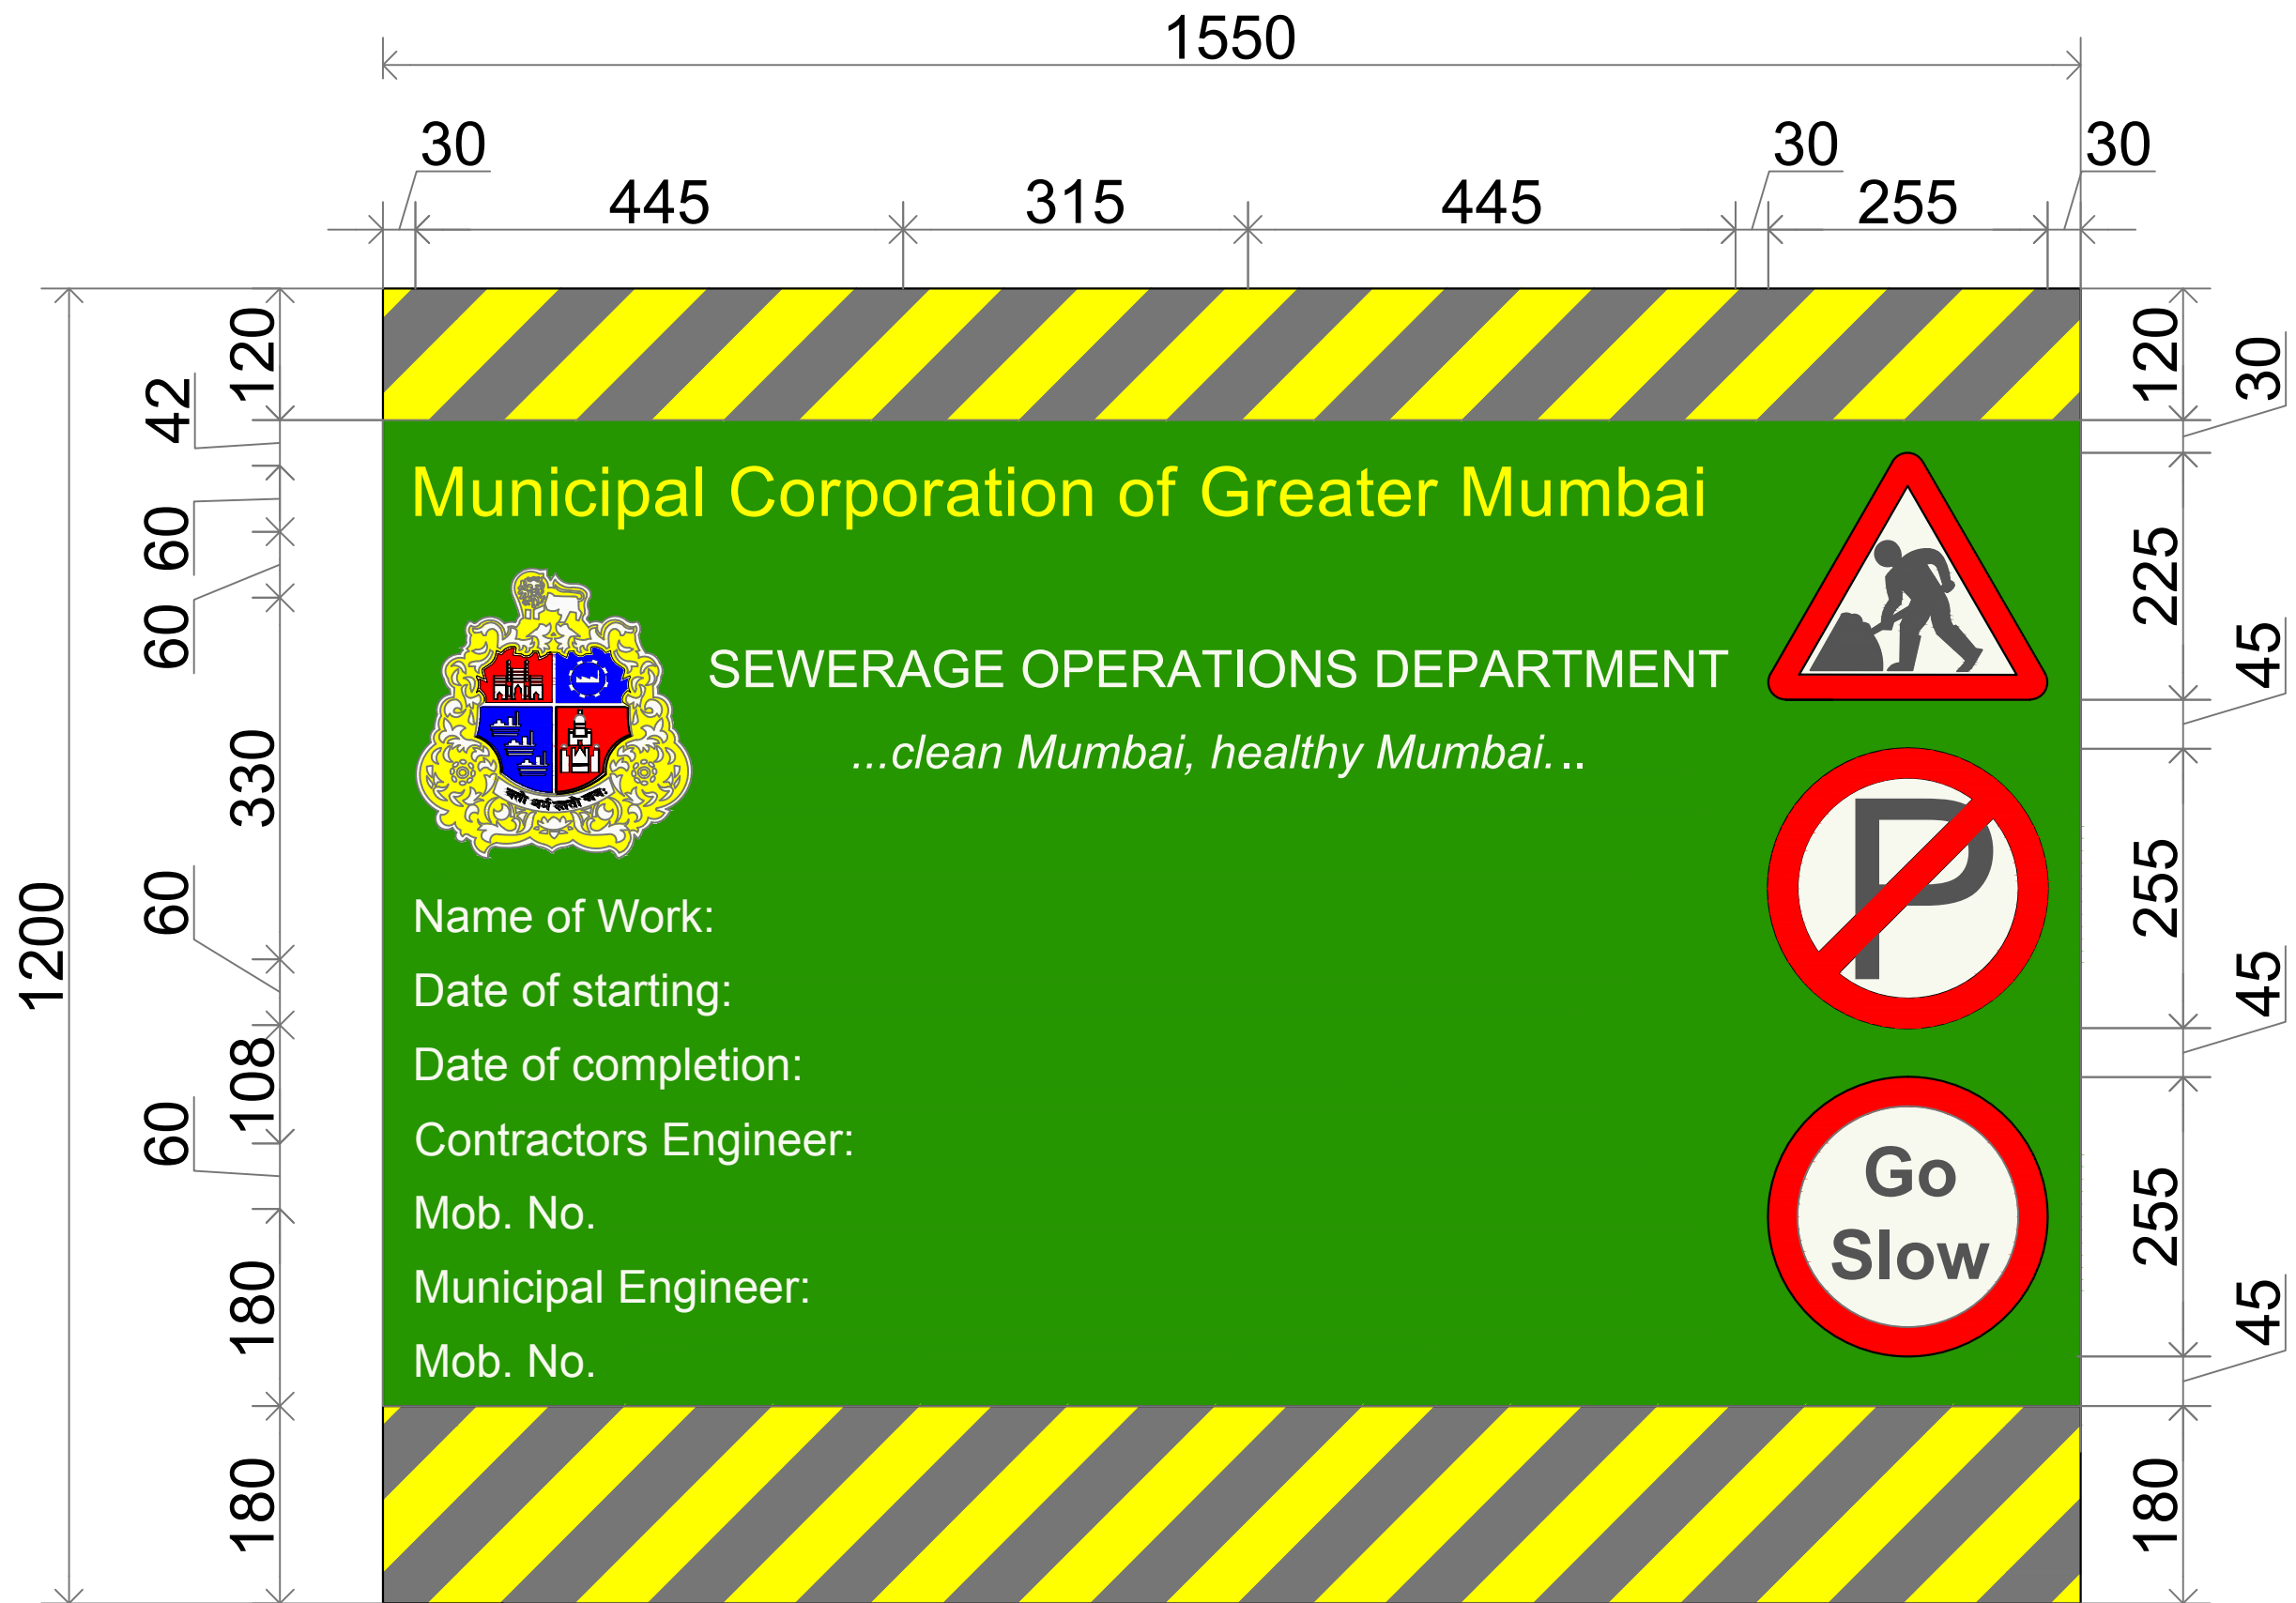 1550
30
30
30
445
315
445
255
120
42
60
60
330
60
1200
108
60
180
180
120
30
225
45
255
45
255
45
180
Municipal Corporation of Greater Mumbai
SEWERAGE OPERATIONS DEPARTMENT
...clean Mumbai, healthy Mumbai...
Name of Work:
Date of starting:
Date of completion:
Contractors Engineer:
Mob. No.
Municipal Engineer:
Mob. No.
P
Go
Slow